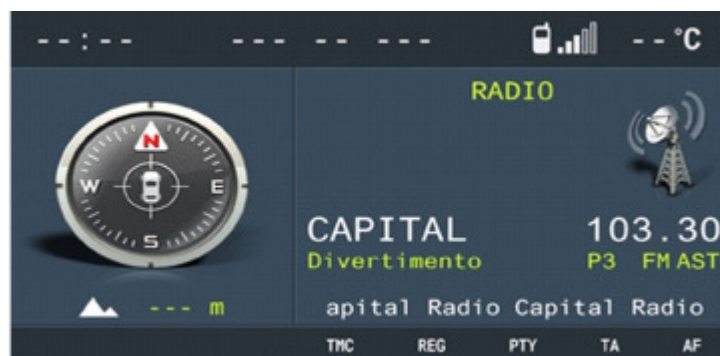 --:-- --- -- --- --°C
RADIO
N
W E
S
CAPITAL 103.30
Divertimento P3 FM AST
--- m apital Radio Capital Radio
TMC REG PTY TA AF